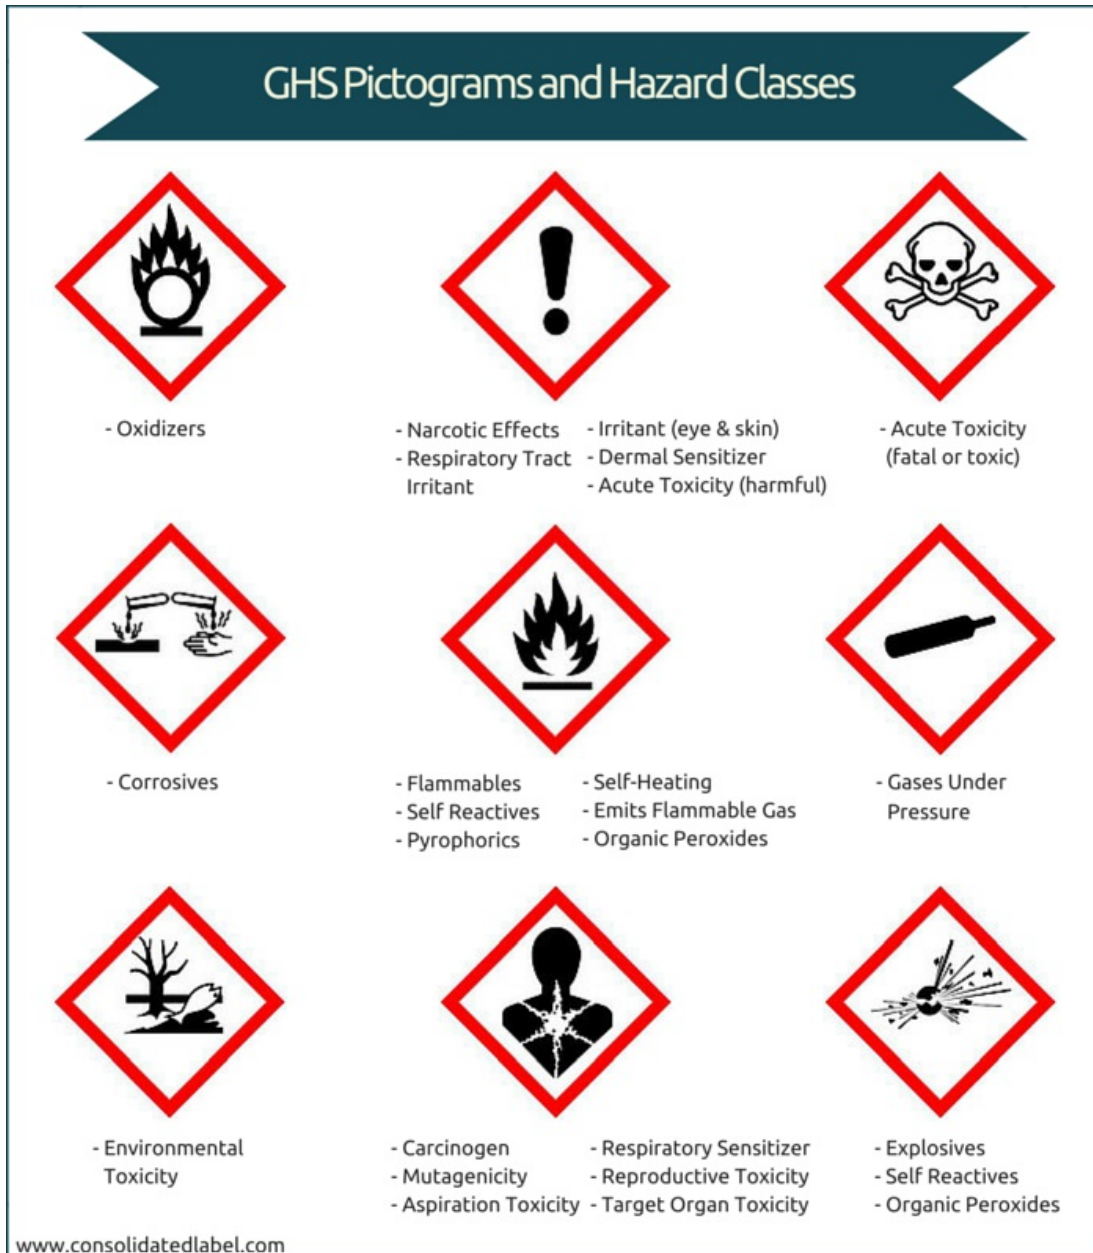 GHS Pictograms and Hazard Classes
- Oxidizers
- Narcotic Effects
- Respiratory Tract
Irritant
- Irritant (eye & skin)
- Dermal Sensitizer
- Acute Toxicity (harmful)
- Acute Toxicity
(fatal or toxic)
- Corrosives
- Flammables
- Self Reactives
- Pyrophorics
- Self-Heating
- Emits Flammable Gas
- Organic Peroxides
- Gases Under
Pressure
- Environmental
Toxicity
- Carcinogen
- Mutagenicity
- Aspiration Toxicity
- Respiratory Sensitizer
- Reproductive Toxicity
- Target Organ Toxicity
- Explosives
- Self Reactives
- Organic Peroxides
www.consolidatedlabel.com